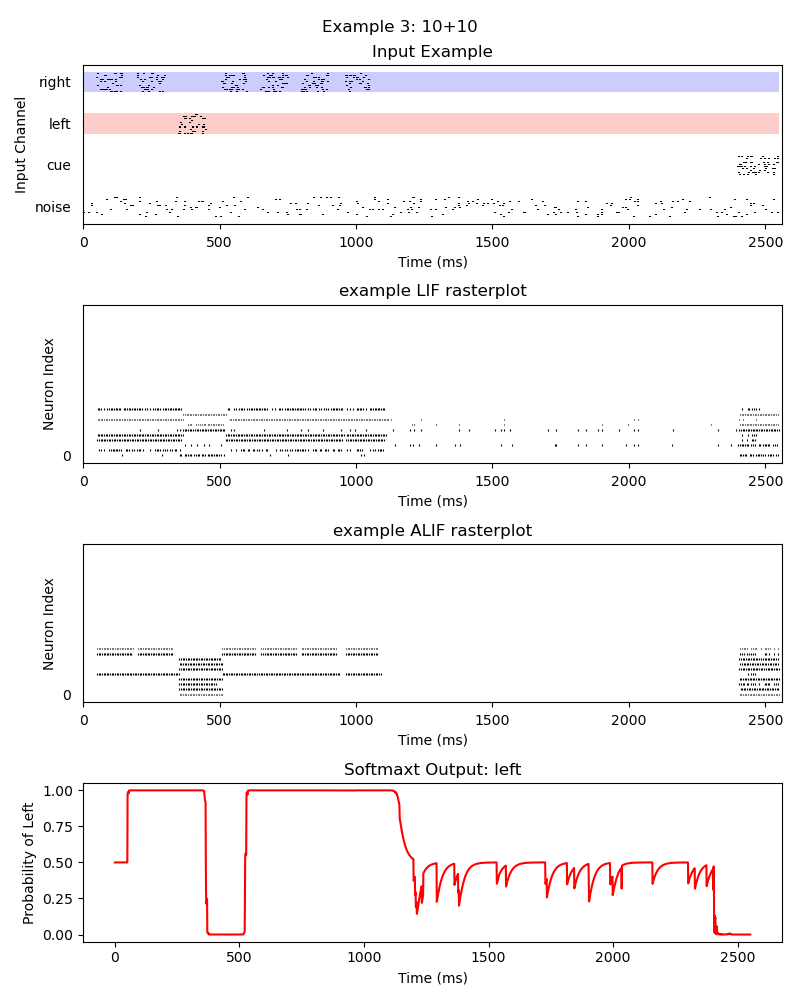 Example 3: 10+10
Input Example
Input Channel
right
left
cue
noise
0 500 1000 1500 2000 2500
Time (ms)
example LIF rasterplot
Neuron Index
0
0 500 1000 1500 2000 2500
Time (ms)
example ALIF rasterplot
Neuron Index
0
0 500 1000 1500 2000 2500
Time (ms)
Softmaxt Output: left
Probability of Left
1.00
0.75
0.50
0.25
0.00
0 500 1000 1500 2000 2500
Time (ms)